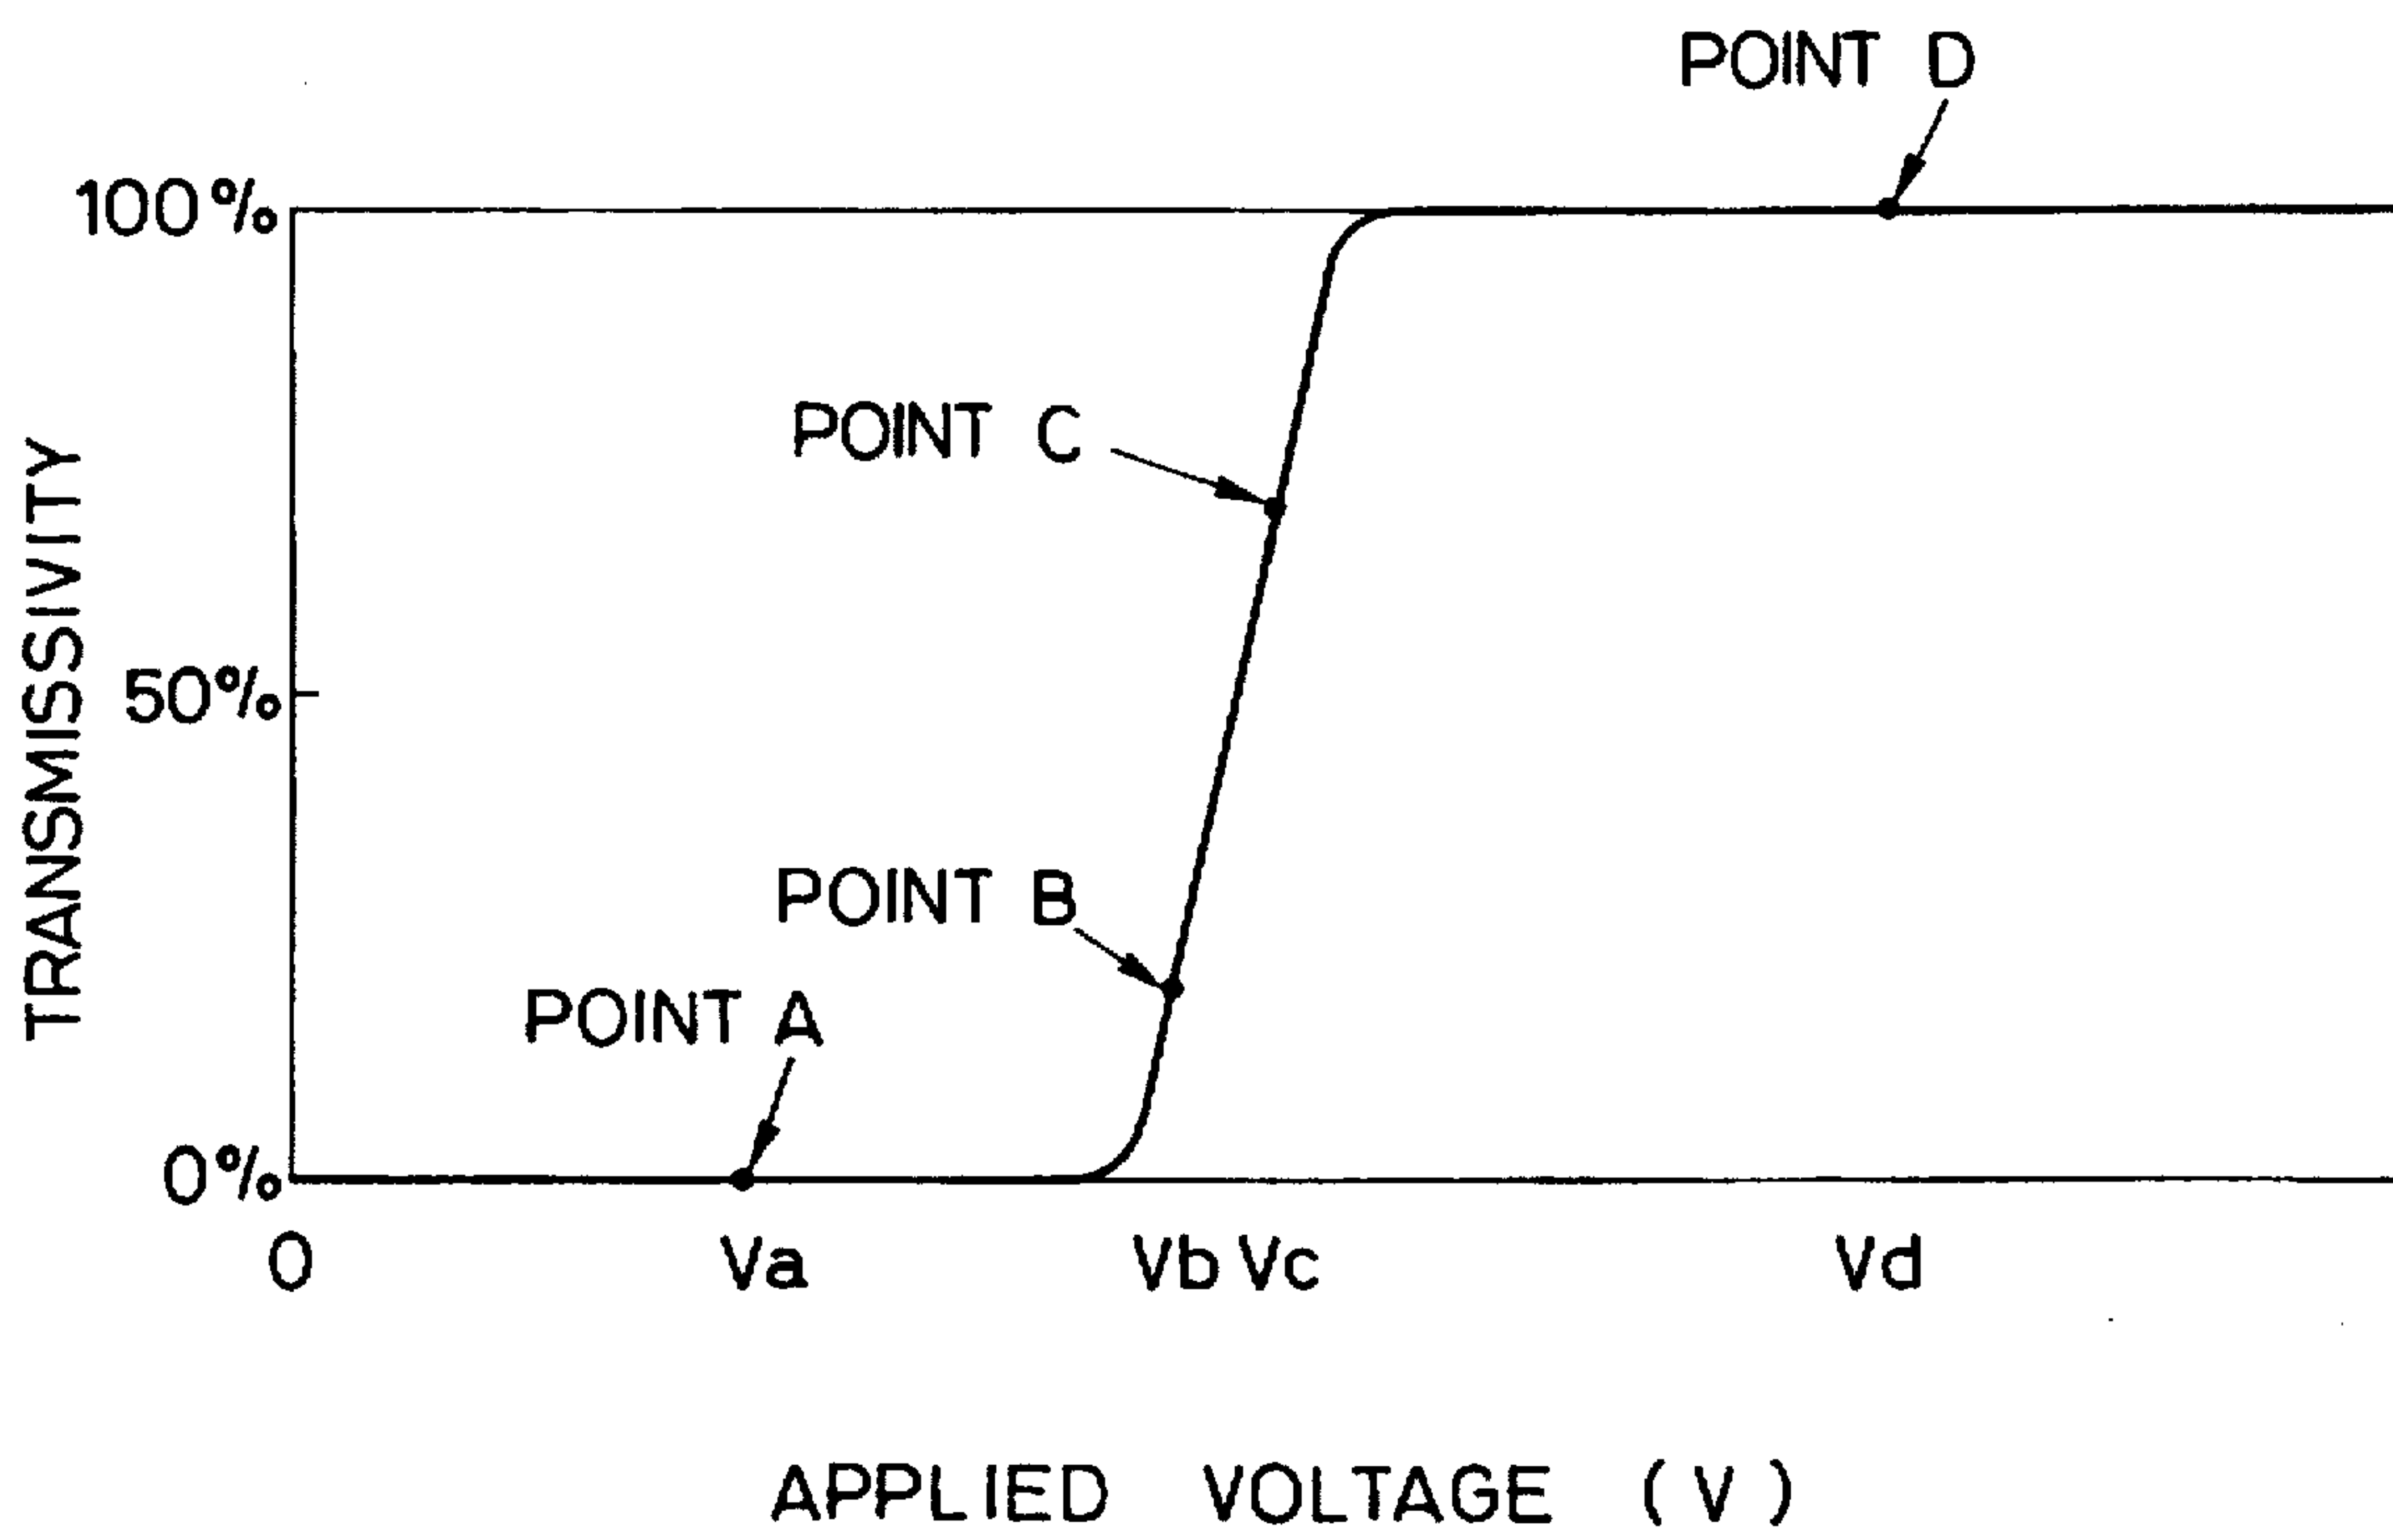 POINT D
100%
POINT C
TRANSMISSIVITY
50%
POINT B
POINT A
0%
0 Va Vb Vc Vd
APPLIED VOLTAGE (V)